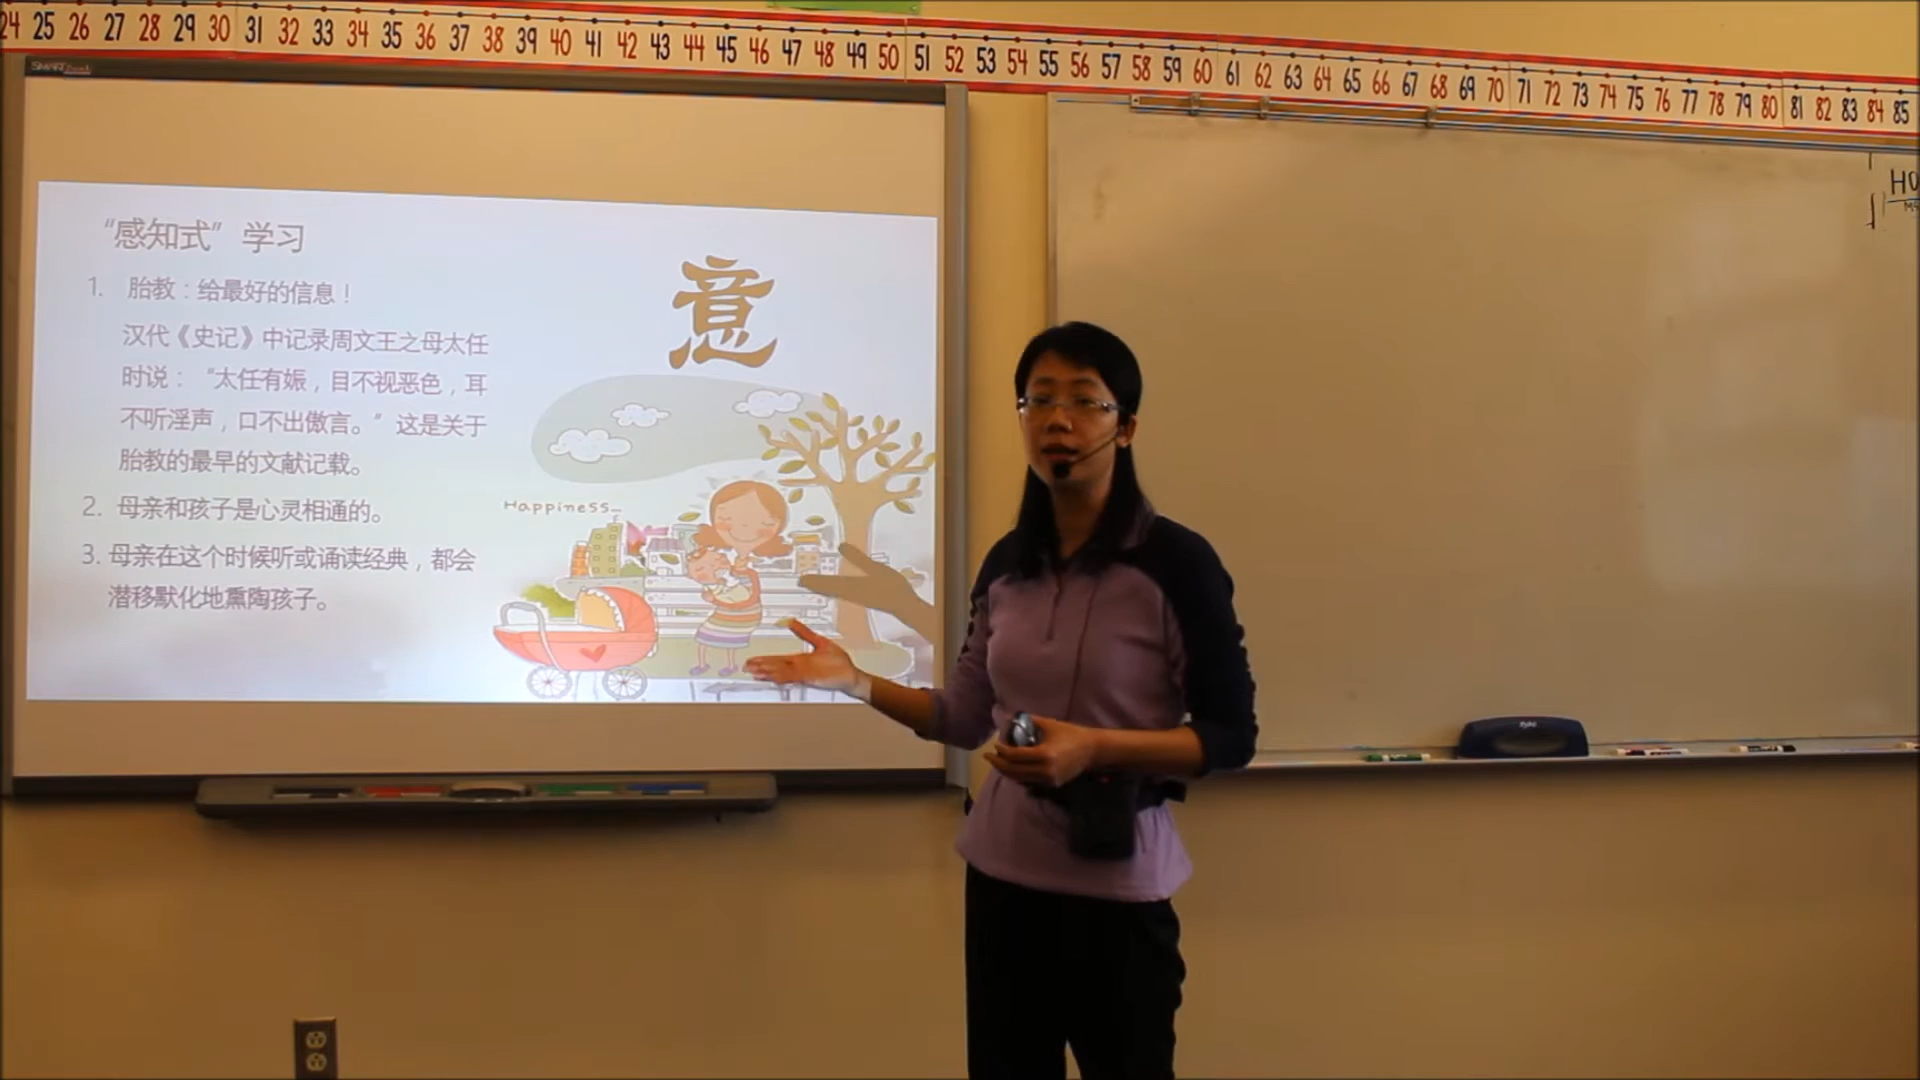 24 25 26 27 28 29 30 31 32 33 34 35 36 37 38 39 40 41 42 43 44 45 46 47 48 49 50 51 52 53 54 55 56 57 58 59 60 61 62 63 64 65 66 67 68 69 70 71 72 73 74 75 76 77 78 79 80 81 82 83 84 85
“感知式”学习
意
1. 胎教：给最好的信息！
汉代《史记》中记录周文王之母太任
时说：“太任有娠，目不视恶色，耳
不听淫声，口不出傲言。”这是关于
胎教的最早的文献记载。
2. 母亲和孩子是心灵相通的。
3. 母亲在这个时候听或诵读经典，都会
潜移默化地熏陶孩子。
Happiness...
HO